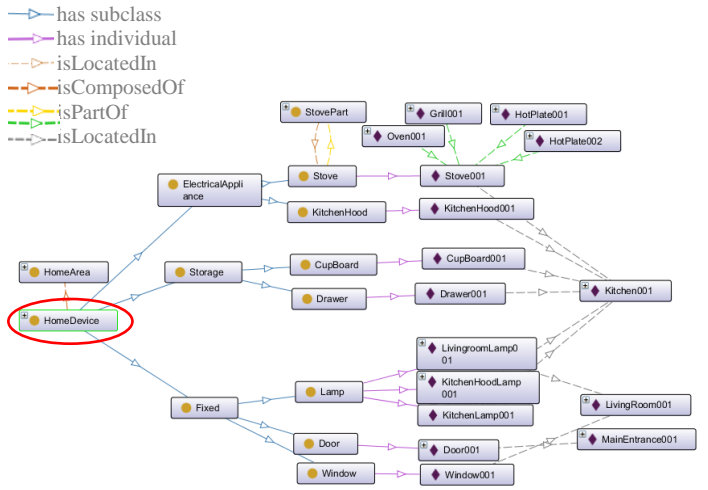 has subclass
has individual
isLocatedIn
isComposedOf
isPartOf
isLocatedIn
StovePart
Grill001
HotPlate001
Oven001
HotPlate002
ElectricalAppli
ance
Stove
Stove001
KitchenHood
KitchenHood001
HomeArea
Storage
CupBoard
CupBoard001
Kitchen001
Drawer
Drawer001
HomeDevice
LivingroomLamp0
01
Lamp
KitchenHoodLamp
001
Fixed
KitchenLamp001
LivingRoom001
Door
Door001
MainEntrance001
Window
Window001